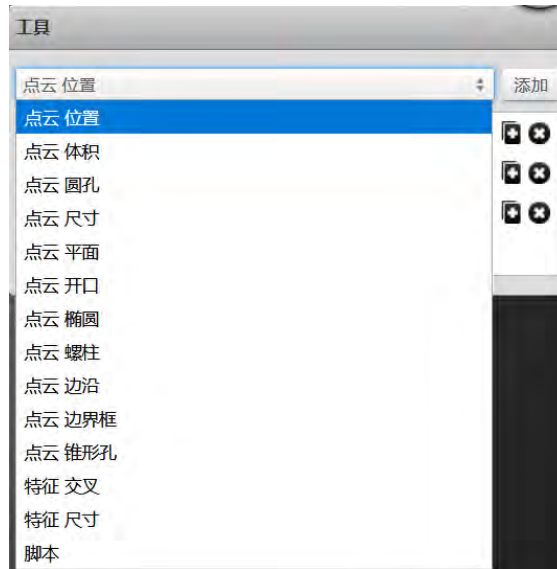 工具
点云 位置 添加
点云 位置
点云 体积
点云 圆孔
点云 尺寸
点云 平面
点云 开口
点云 椭圆
点云 螺柱
点云 边沿
点云 边界框
点云 锥形孔
特征 交叉
特征 尺寸
脚本